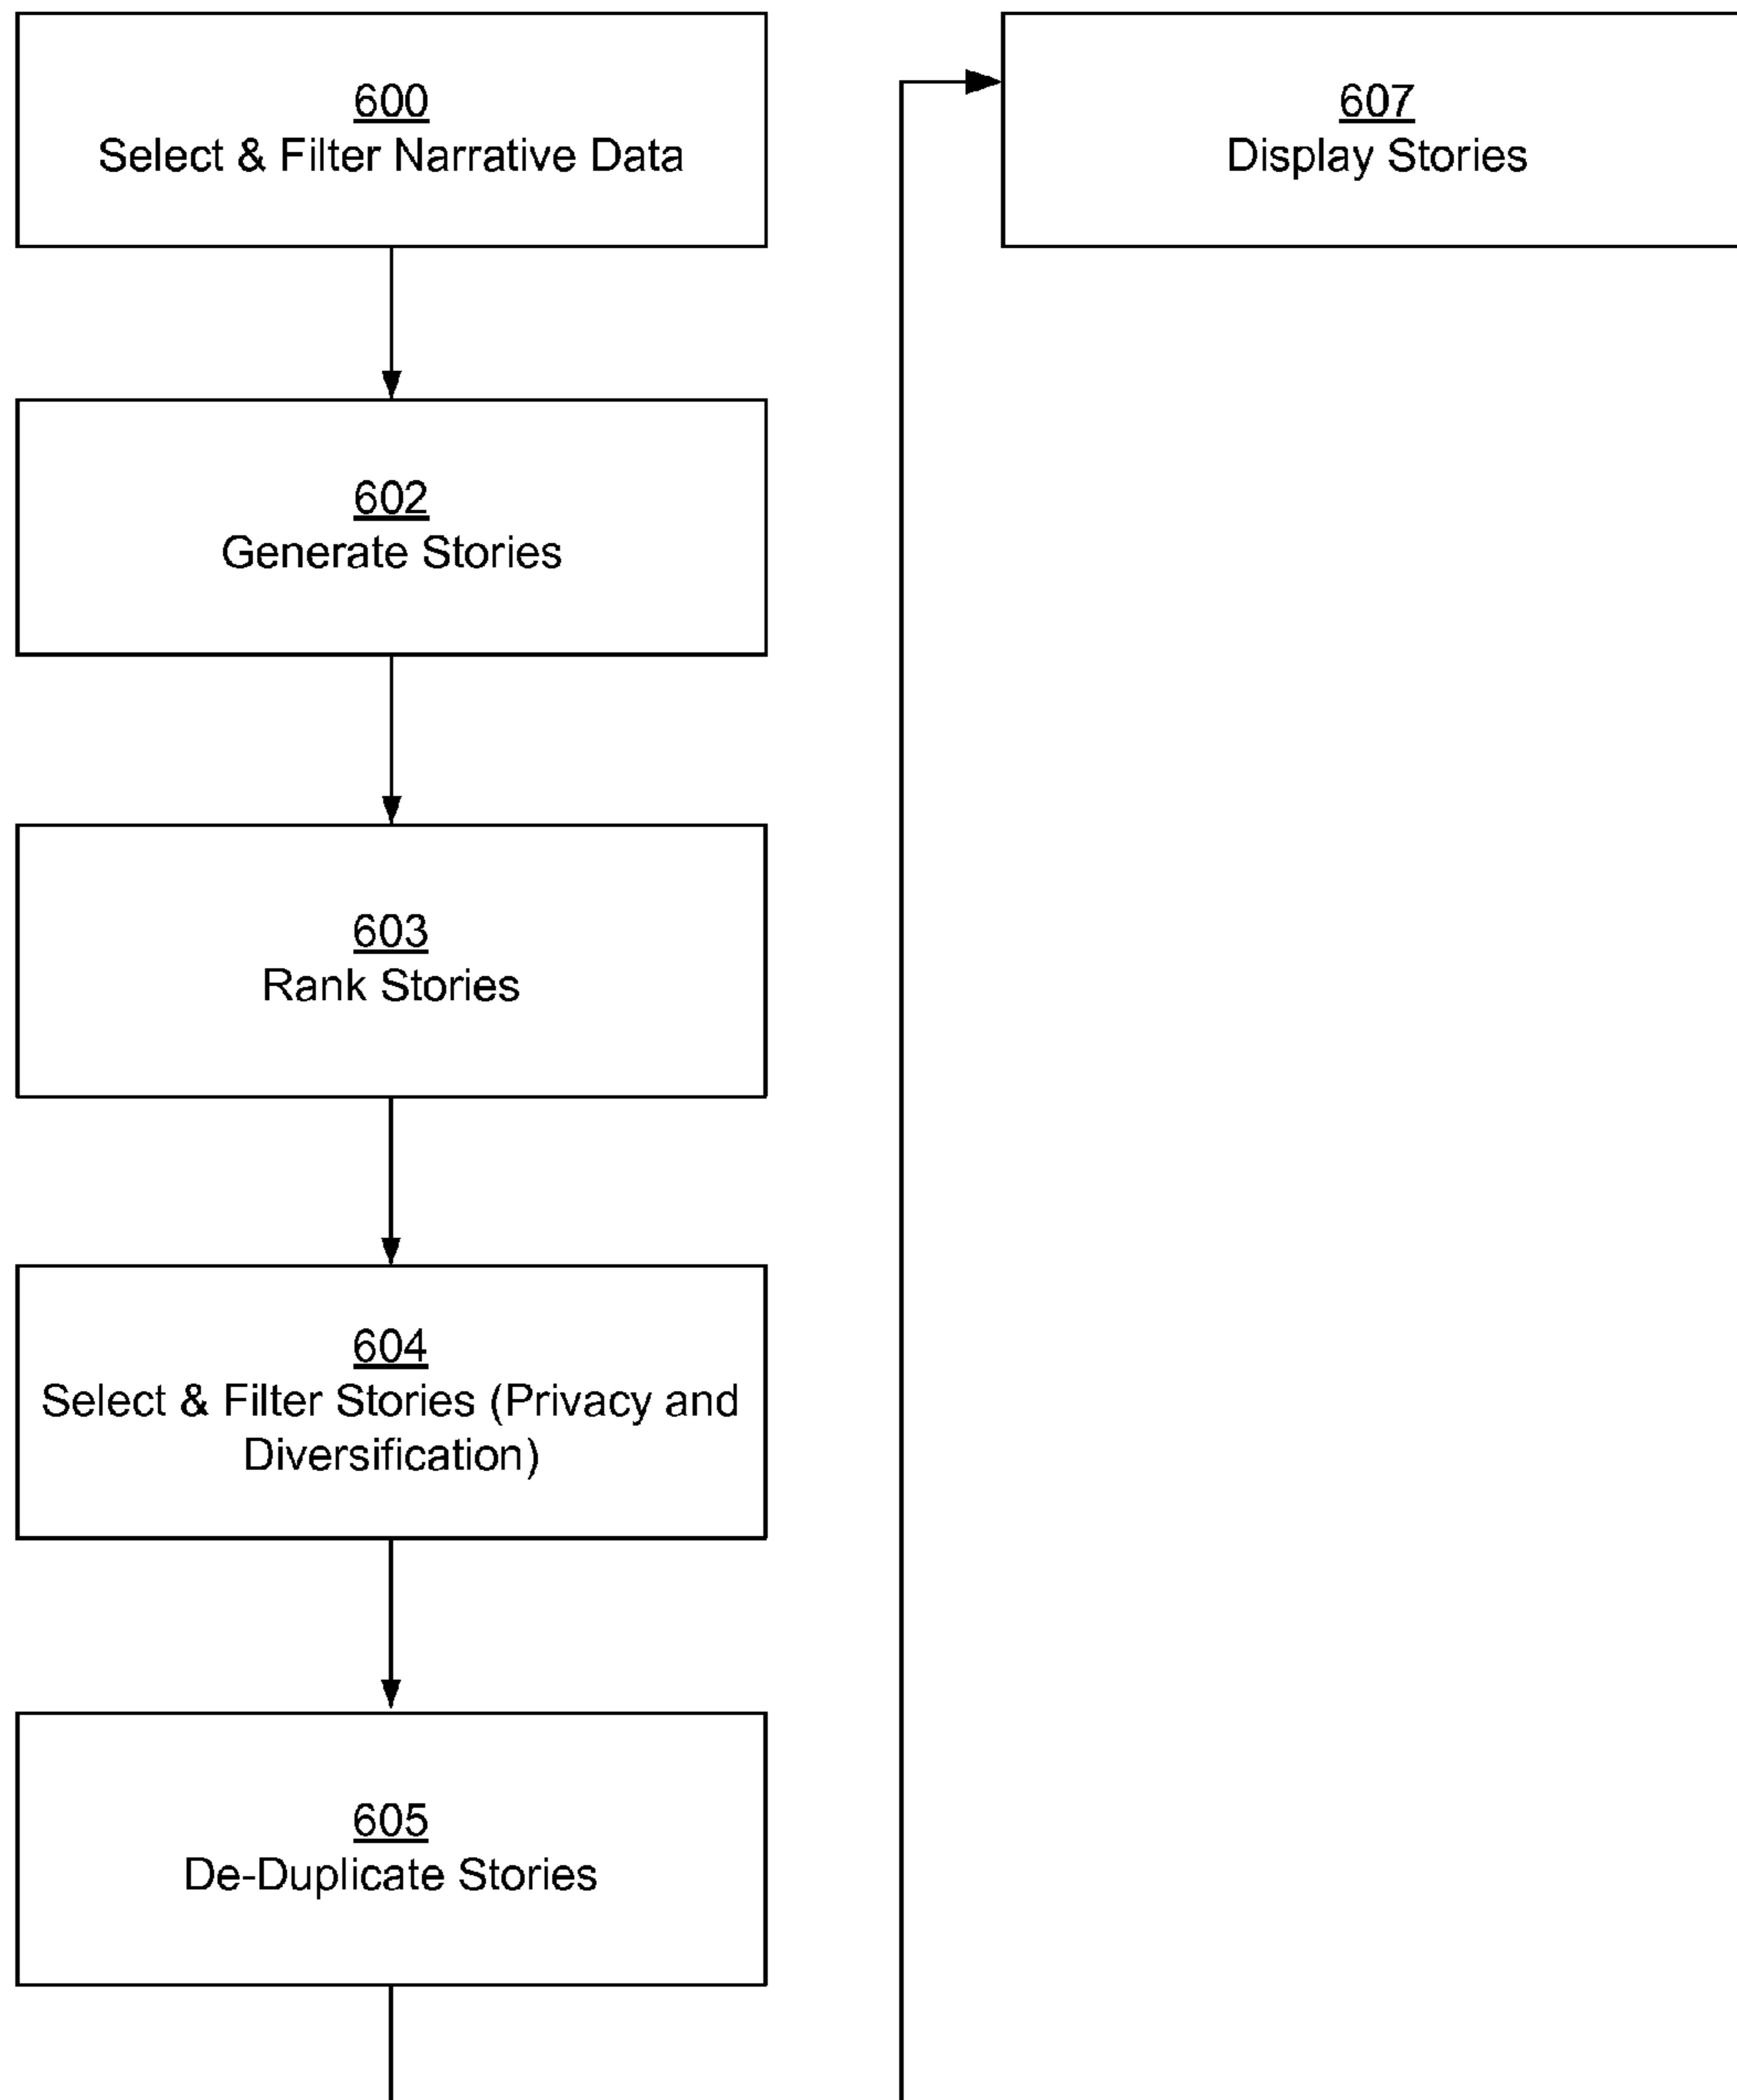 600
Select & Filter Narrative Data
602
Generate Stories
603
Rank Stories
604
Select & Filter Stories (Privacy and
Diversification)
605
De-Duplicate Stories
607
Display Stories